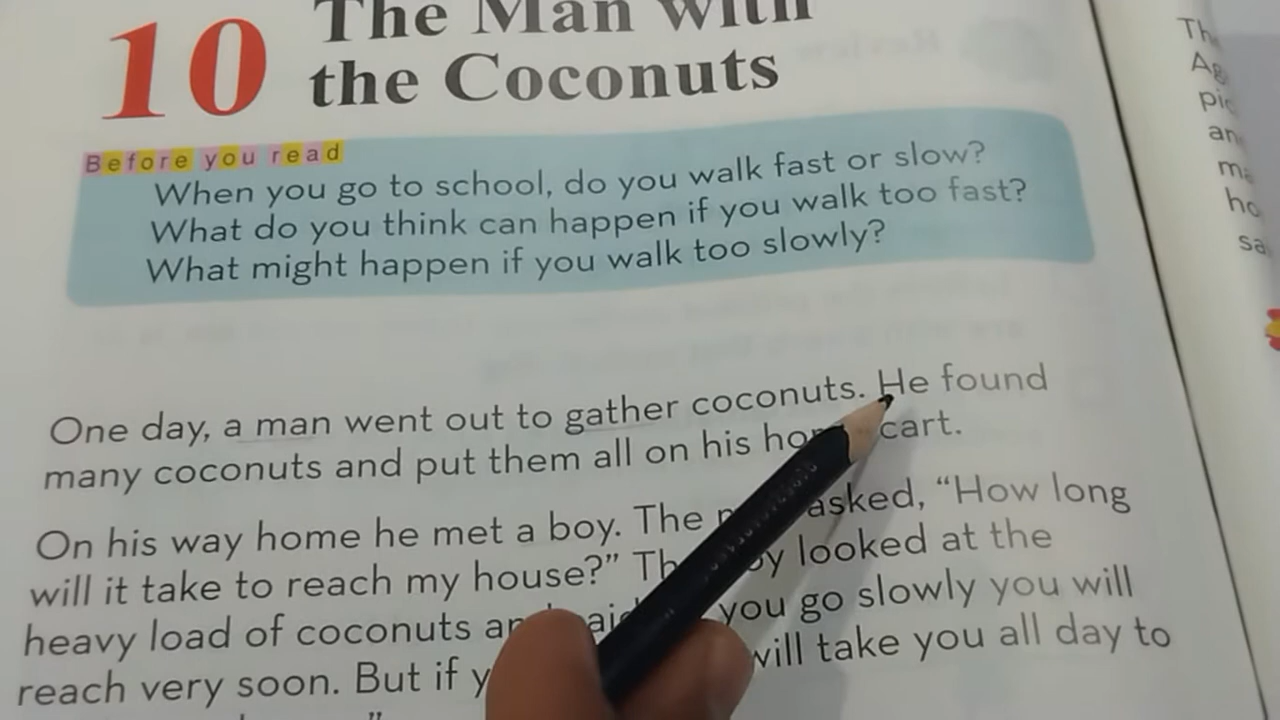 10 The Man with
the Coconuts
Before you read
When you go to school, do you walk fast or slow?
What do you think can happen if you walk too fast?
What might happen if you walk too slowly?
One day, a man went out to gather coconuts. He found
many coconuts and put them all on his cart.
On his way home he met a boy. The asked, “How long
will it take to reach my house?” looked at the
heavy load of coconuts you go slowly you will
reach very soon. But if will take you all day to